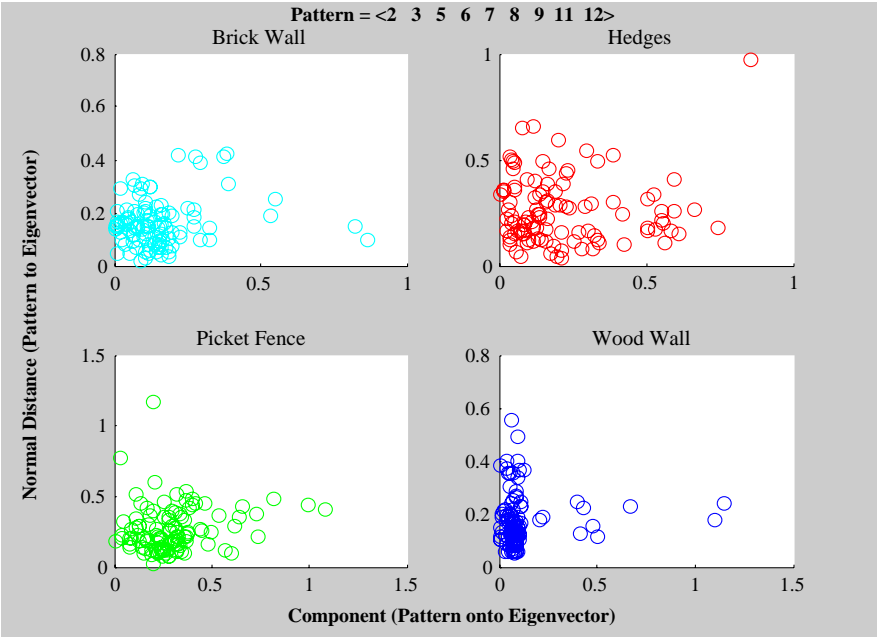 Pattern = <2 3 5 6 7 8 9 11 12>
Brick Wall
Hedges
0.8
0.6
0.4
0.2
0
0 0.5 1
1
0.5
0
0 0.5 1
Normal Distance (Pattern to Eigenvector)
Picket Fence
Wood Wall
1.5
1
0.5
0
0 0.5 1 1.5
0.8
0.6
0.4
0.2
0
0 0.5 1 1.5
Component (Pattern onto Eigenvector)